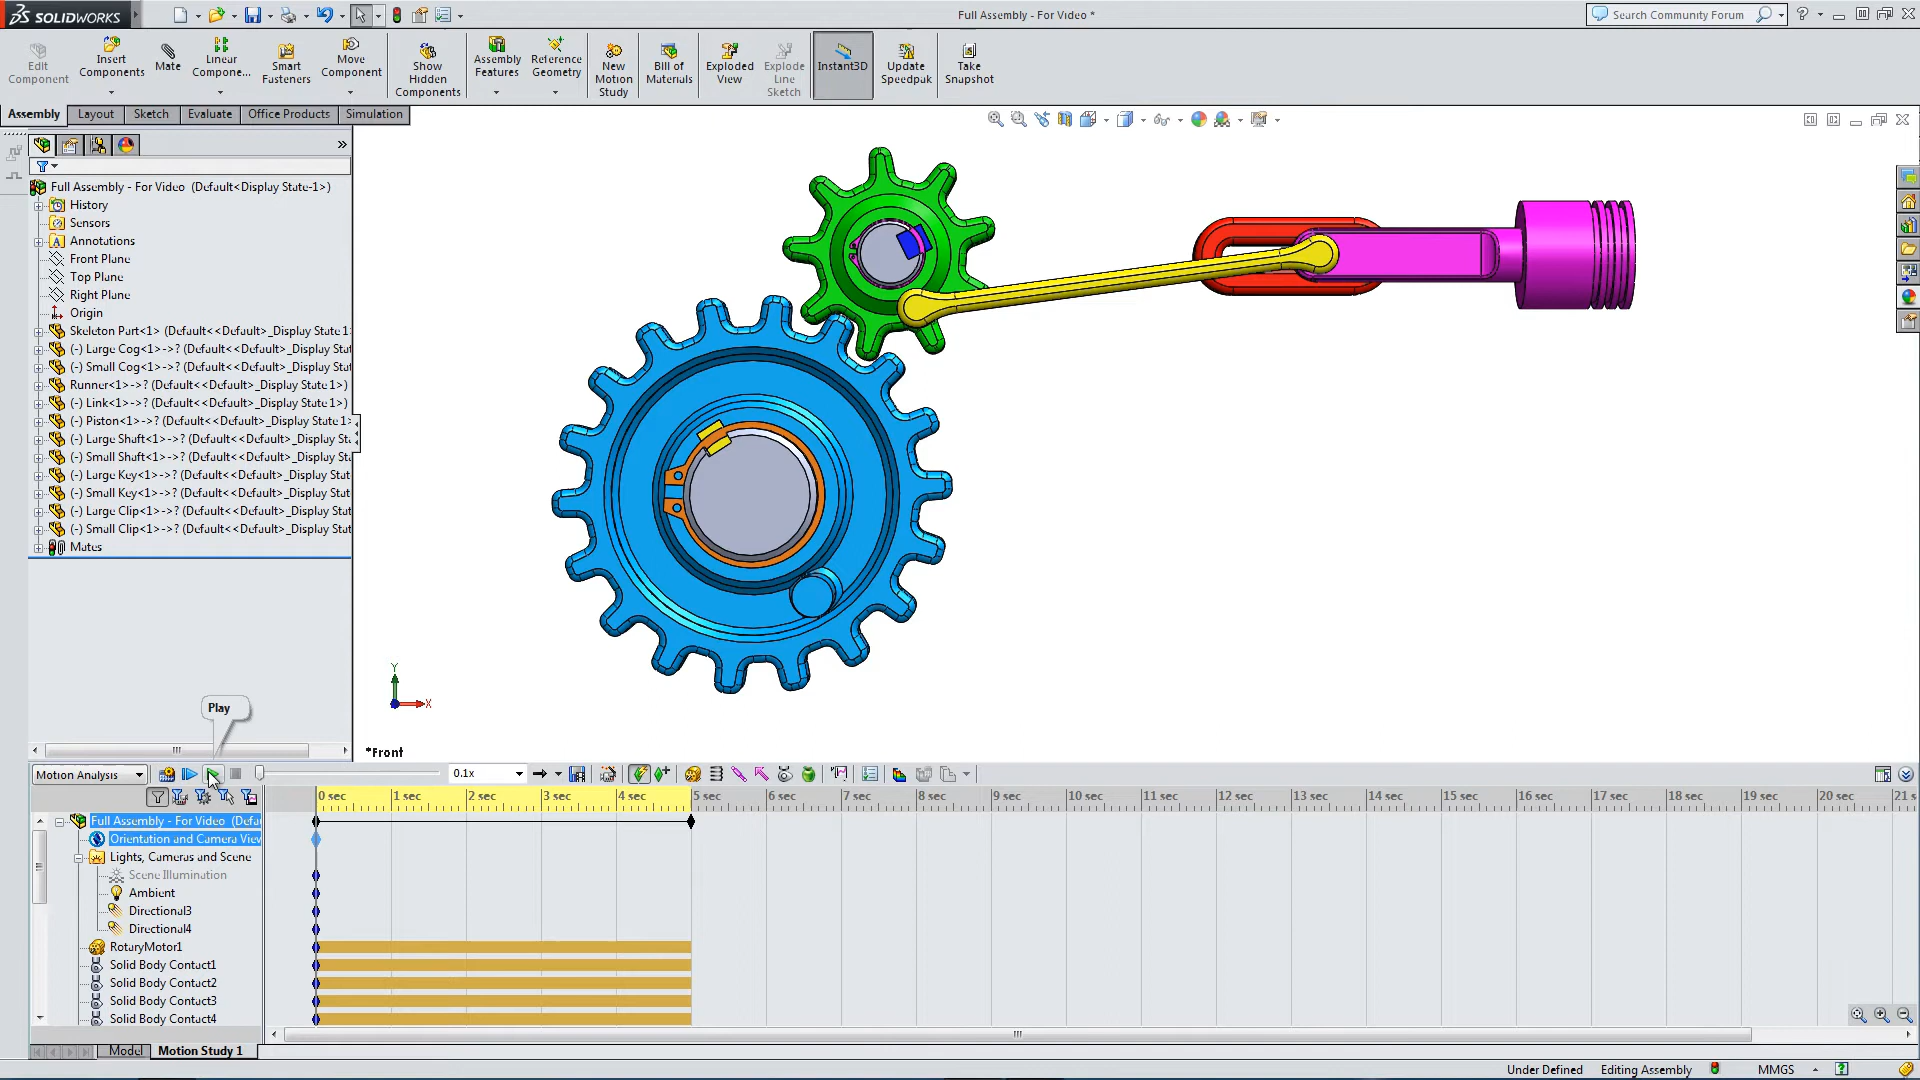 SOLIDWORKS
Full Assembly - For Video *
Search Community Forum
Edit Component
Insert Components
Mate
Linear Compone...
Smart Fasteners
Move Component
Show Hidden Components
Assembly Features
Reference Geometry
New Motion Study
Bill of Materials
Exploded View
Explode Line Sketch
Instant3D
Update Speedpak
Take Snapshot
Assembly
Layout
Sketch
Evaluate
Office Products
Simulation
Full Assembly - For Video (Default<Display State-1>)
History
Sensors
Annotations
Front Plane
Top Plane
Right Plane
Origin
Skeleton Part<1> (Default<<Default>_Display State 1
(-) Large Cog<1>->? (Default<<Default>_Display Stat
(-) Small Cog<1>->? (Default<<Default>_Display Stat
Runner<1>->? (Default<<Default>_Display State 1>)
(-) Link<1>->? (Default<<Default>_Display State 1>)
(-) Piston<1>->? (Default<<Default>_Display State 1>
(-) Large Shaft<1>->? (Default<<Default>_Display Sta
(-) Small Shaft<1>->? (Default<<Default>_Display Sta
(-) Large Key<1>->? (Default<<Default>_Display State
(-) Small Key<1>->? (Default<<Default>_Display State
(-) Large Clip<1>->? (Default<<Default>_Display Stat
(-) Small Clip<1>->? (Default<<Default>_Display Stat
Mates
Play
Y
X
*Front
Motion Analysis
0.1x
0 sec 1 sec 2 sec 3 sec 4 sec 5 sec 6 sec 7 sec 8 sec 9 sec 10 sec 11 sec 12 sec 13 sec 14 sec 15 sec 16 sec 17 sec 18 sec 19 sec 20 sec 21 s
Full Assembly - For Video (Defau
Orientation and Camera View
Lights, Cameras and Scene
Scene Illumination
Ambient
Directional3
Directional4
RotaryMotor1
Solid Body Contact1
Solid Body Contact2
Solid Body Contact3
Solid Body Contact4
Model
Motion Study 1
Under Defined
Editing Assembly
MMGS